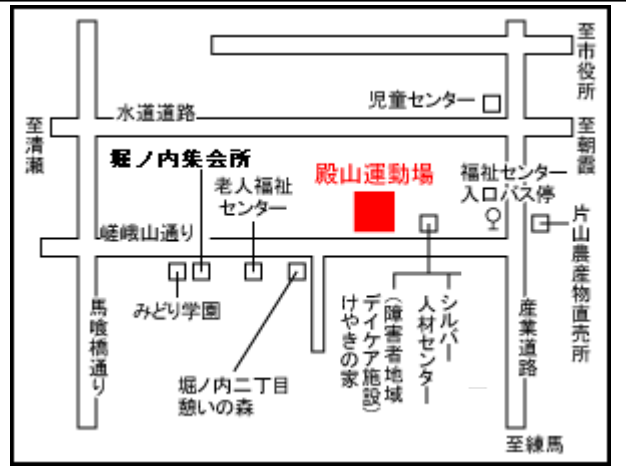 至市役所
児童センター
水道道路
至清瀬
至朝霞
堀ノ内集会所
老人福祉
センター
殿山運動場
福祉センター
入口バス停
嵯峨山通り
片山農産物直売所
みどり学園
馬喰橋通り
堀ノ内二丁目
憩いの森
シルバー
人材センター
(障害者地域
デイケア施設)
けやきの家
産業道路
至練馬